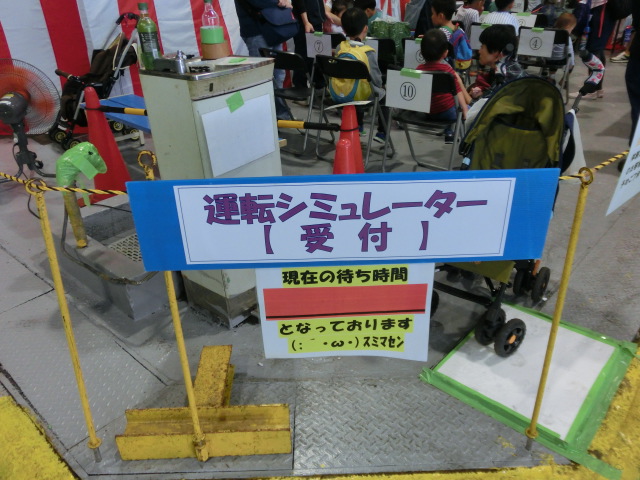 ⑦
④
⑩
運転シミュレーター
【 受 付 】
現在の待ち時間
となっております
(;´・ω・)スミマセン